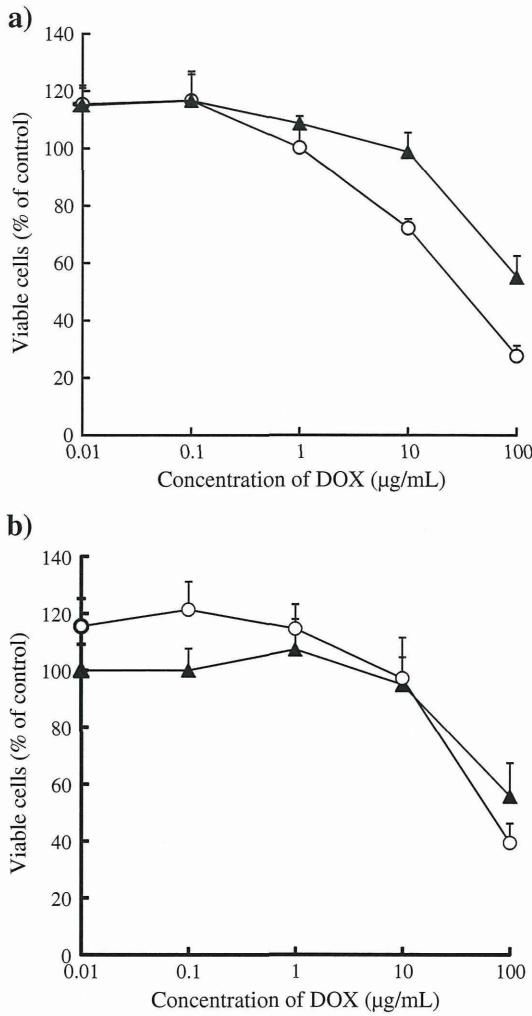 a)
140
120
100
80
60
40
20
0
0.01 0.1 1 10 100
Viable cells (% of control)
Concentration of DOX (μg/mL)
b)
140
120
100
80
60
40
20
0
0.01 0.1 1 10 100
Viable cells (% of control)
Concentration of DOX (μg/mL)